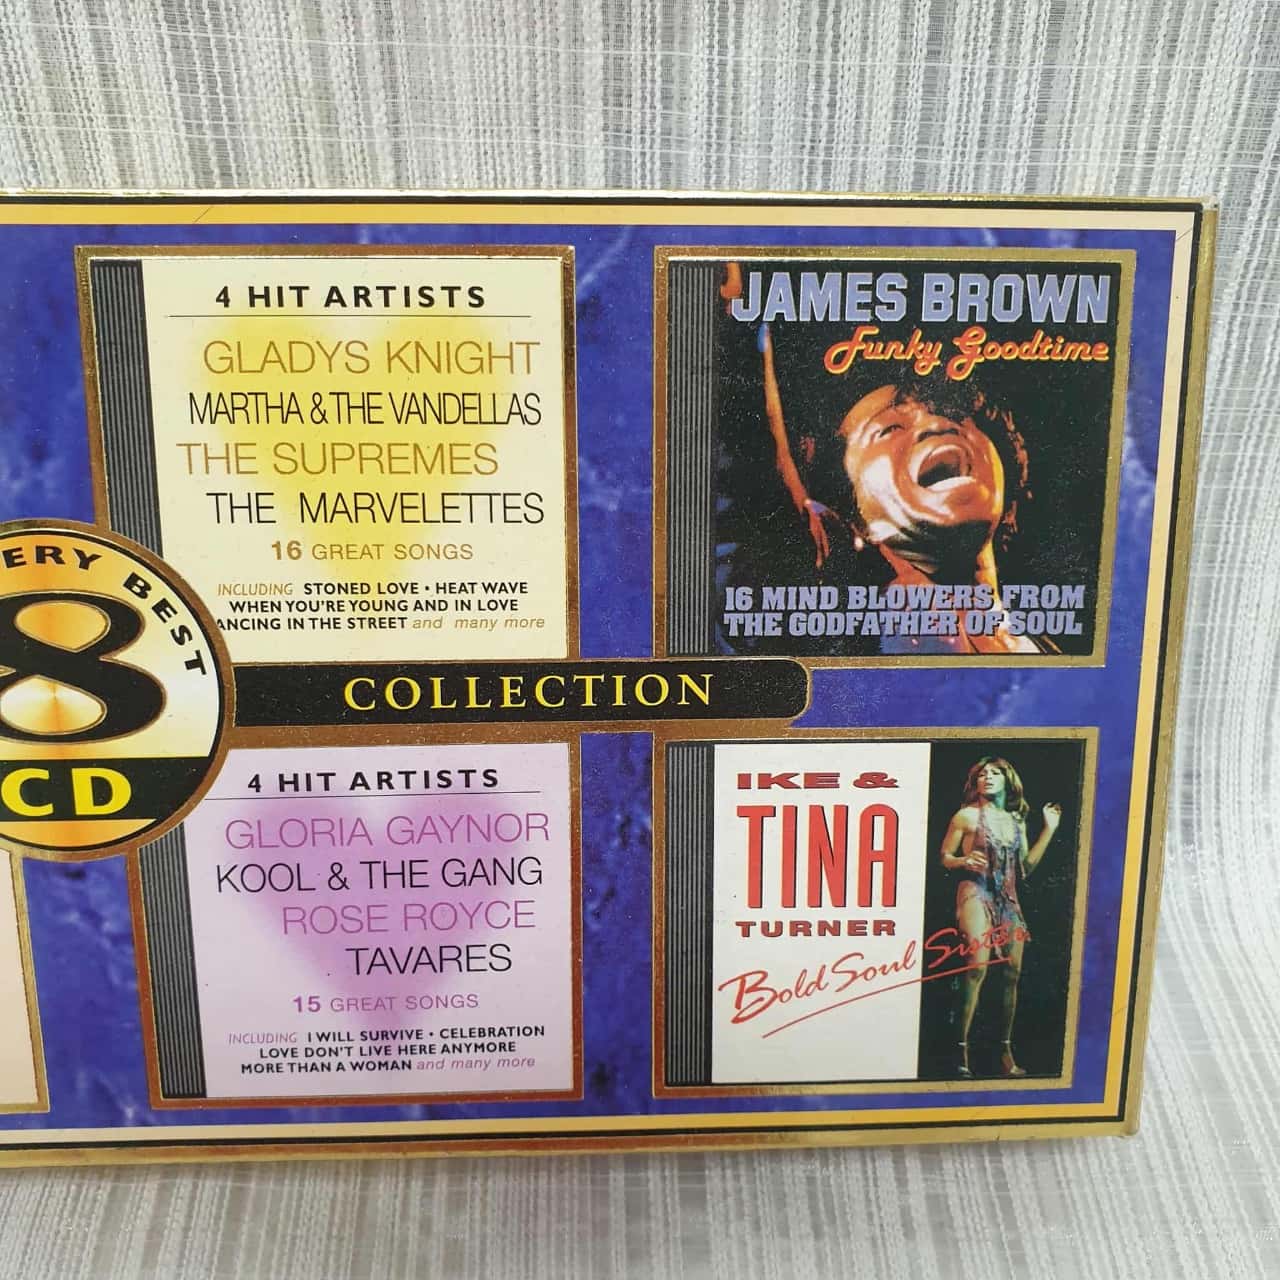 4 HIT ARTISTS
GLADYS KNIGHT
MARTHA & THE VANDELLAS
THE SUPREMES
THE MARVELETTES
16 GREAT SONGS
INCLUDING STONED LOVE • HEAT WAVE
WHEN YOU'RE YOUNG AND IN LOVE
ANCING IN THE STREET and many more
JAMES BROWN
Funky Goodtime
16 MIND BLOWERS FROM
THE GODFATHER OF SOUL
ERY BEST
8
CD
COLLECTION
4 HIT ARTISTS
GLORIA GAYNOR
KOOL & THE GANG
ROSE ROYCE
TAVARES
15 GREAT SONGS
INCLUDING I WILL SURVIVE • CELEBRATION
LOVE DON'T LIVE HERE ANYMORE
MORE THAN A WOMAN and many more
IKE &
TINA
TURNER
Bold Soul Sister